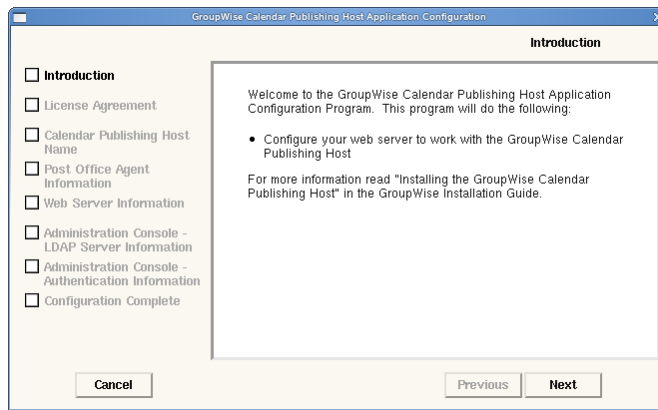 GroupWise Calendar Publishing Host Application Configuration
Introduction
Introduction
License Agreement
Calendar Publishing Host
Name
Post Office Agent
Information
Web Server Information
Administration Console -
LDAP Server Information
Administration Console -
Authentication Information
Configuration Complete
Welcome to the GroupWise Calendar Publishing Host Application
Configuration Program. This program will do the following:
• Configure your web server to work with the GroupWise Calendar
Publishing Host
For more information read "Installing the GroupWise Calendar
Publishing Host" in the GroupWise Installation Guide.
Cancel
Previous
Next